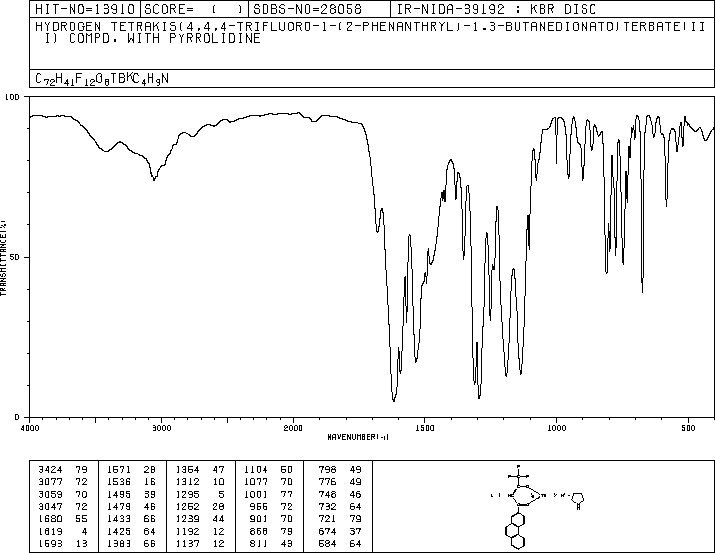 HIT-NO=13910 SCORE= ( ) SDBS-NO=28058 IR-NIDA-39192 : KBR DISC
HYDROGEN TETRAKIS(4,4,4-TRIFLUORO-1-(2-PHENANTHRYL)-1,3-BUTANEDIONATO)TERBATE(II
I) COMPD. WITH PYRROLIDINE
C72H41F12O8TBKC4H9N
100
50
0
TRANSMITTANCE(%)
4000 3000 2000 1500 1000 500
WAVENUMBER(-1)
3424 79 1571 28 1354 47 1104 50 798 49
3077 72 1536 16 1312 10 1077 70 776 49
3059 70 1495 39 1295 5 1001 77 748 46
3047 72 1479 46 1252 28 955 72 732 64
1680 55 1433 66 1239 44 901 70 721 79
1619 4 1425 64 1192 12 868 79 674 37
1593 13 1383 66 1137 12 811 43 584 64